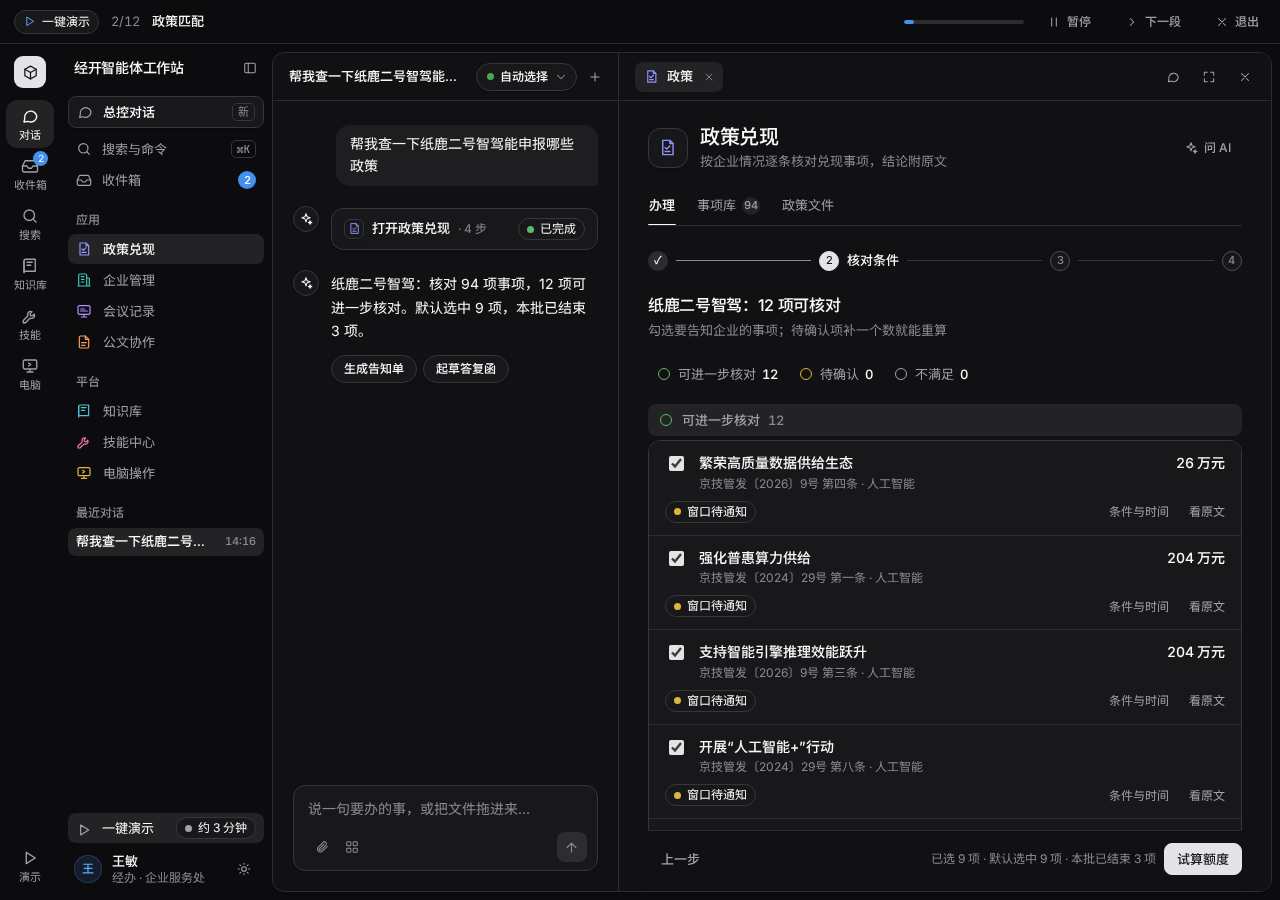 一键演示
2/12
政策匹配
暂停
下一段
退出
经开智能体工作站
对话
2
收件箱
搜索
知识库
技能
电脑
演示
总控对话
新
搜索与命令
⌘K
收件箱
2
应用
政策兑现
企业管理
会议记录
公文协作
平台
知识库
技能中心
电脑操作
最近对话
帮我查一下纸鹿二号...
14:16
一键演示
约 3 分钟
王
王敏
经办 · 企业服务处
帮我查一下纸鹿二号智驾能...
自动选择
帮我查一下纸鹿二号智驾能申报哪些
政策
打开政策兑现 · 4 步
已完成
纸鹿二号智驾：核对 94 项事项，12 项可
进一步核对。默认选中 9 项，本批已结束
3 项。
生成告知单
起草答复函
说一句要办的事，或把文件拖进来...
政策
政策兑现
按企业情况逐条核对兑现事项，结论附原文
问 AI
办理
事项库 94
政策文件
2 核对条件
3
4
纸鹿二号智驾：12 项可核对
勾选要告知企业的事项；待确认项补一个数就能重算
可进一步核对 12
待确认 0
不满足 0
可进一步核对 12
繁荣高质量数据供给生态
26 万元
京技管发〔2026〕9号 第四条 · 人工智能
窗口待通知
条件与时间
看原文
强化普惠算力供给
204 万元
京技管发〔2024〕29号 第一条 · 人工智能
窗口待通知
条件与时间
看原文
支持智能引擎推理效能跃升
204 万元
京技管发〔2026〕9号 第三条 · 人工智能
窗口待通知
条件与时间
看原文
开展“人工智能+”行动
京技管发〔2024〕29号 第八条 · 人工智能
窗口待通知
条件与时间
看原文
上一步
已选 9 项 · 默认选中 9 项 · 本批已结束 3 项
试算额度